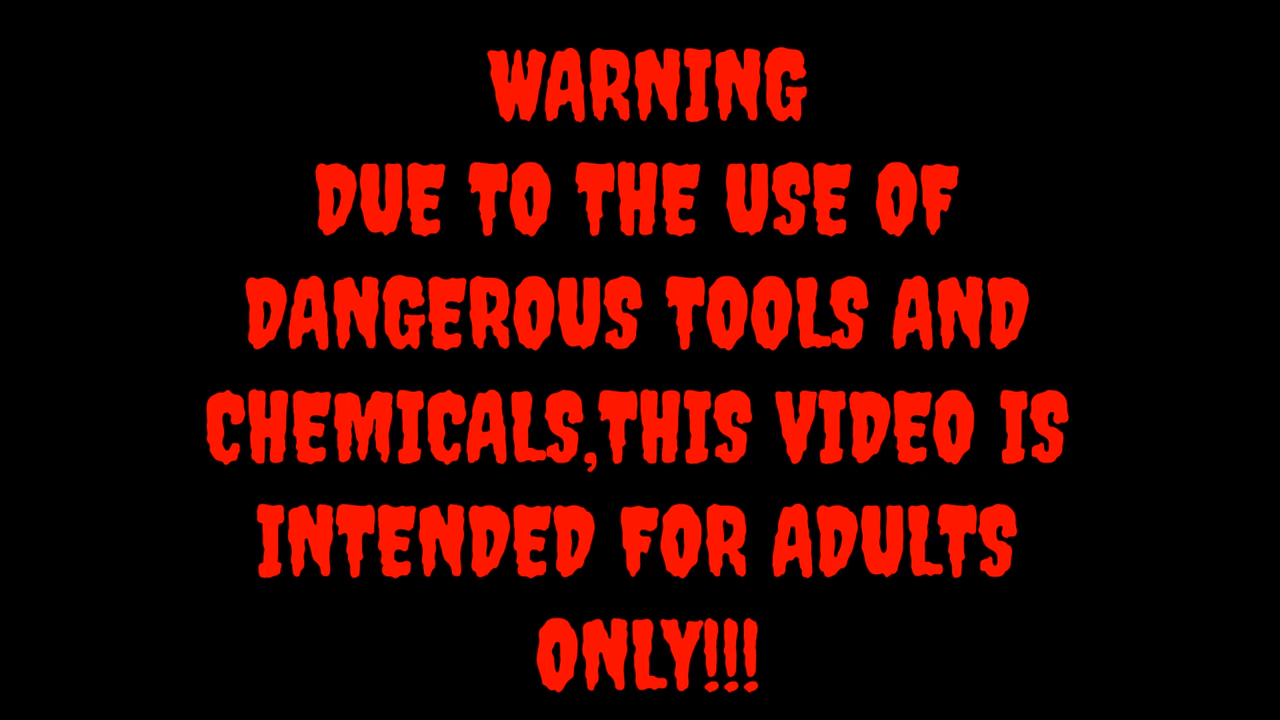 WARNING
DUE TO THE USE OF
DANGEROUS TOOLS AND
CHEMICALS,THIS VIDEO IS
INTENDED FOR ADULTS
ONLY!!!